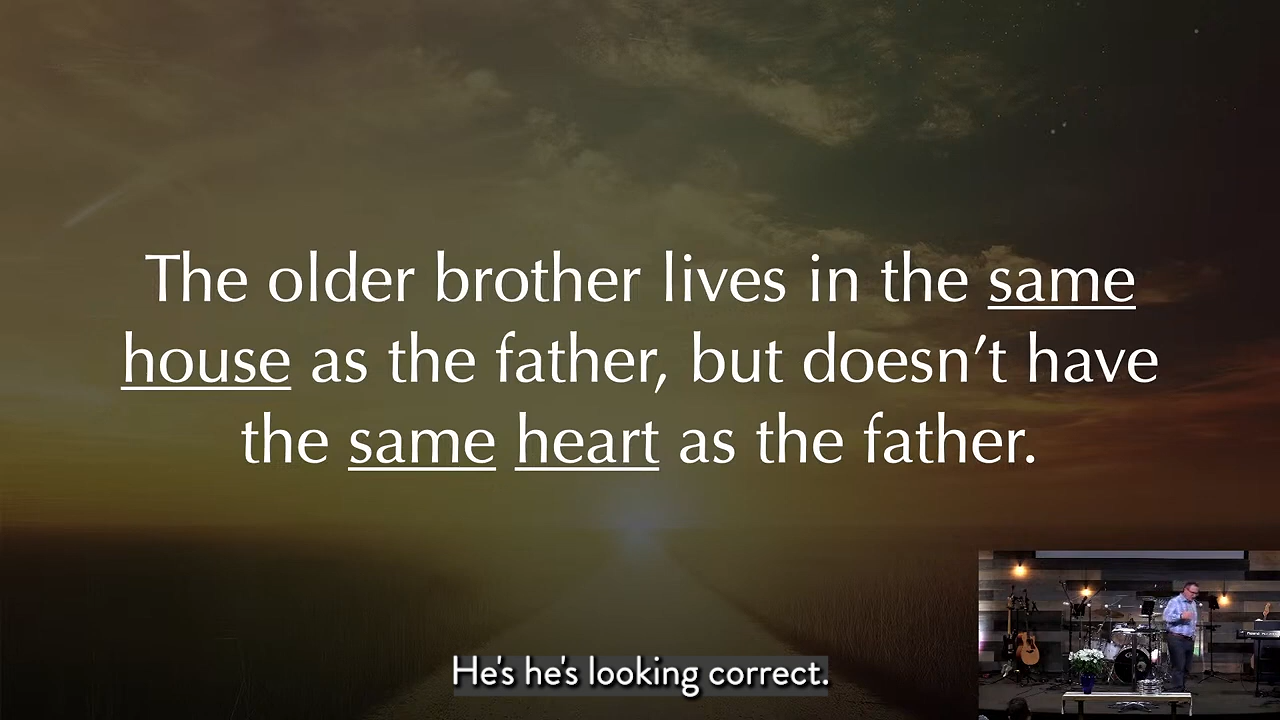 The older brother lives in the same
house as the father, but doesn’t have
the same heart as the father.
He's he's looking correct.